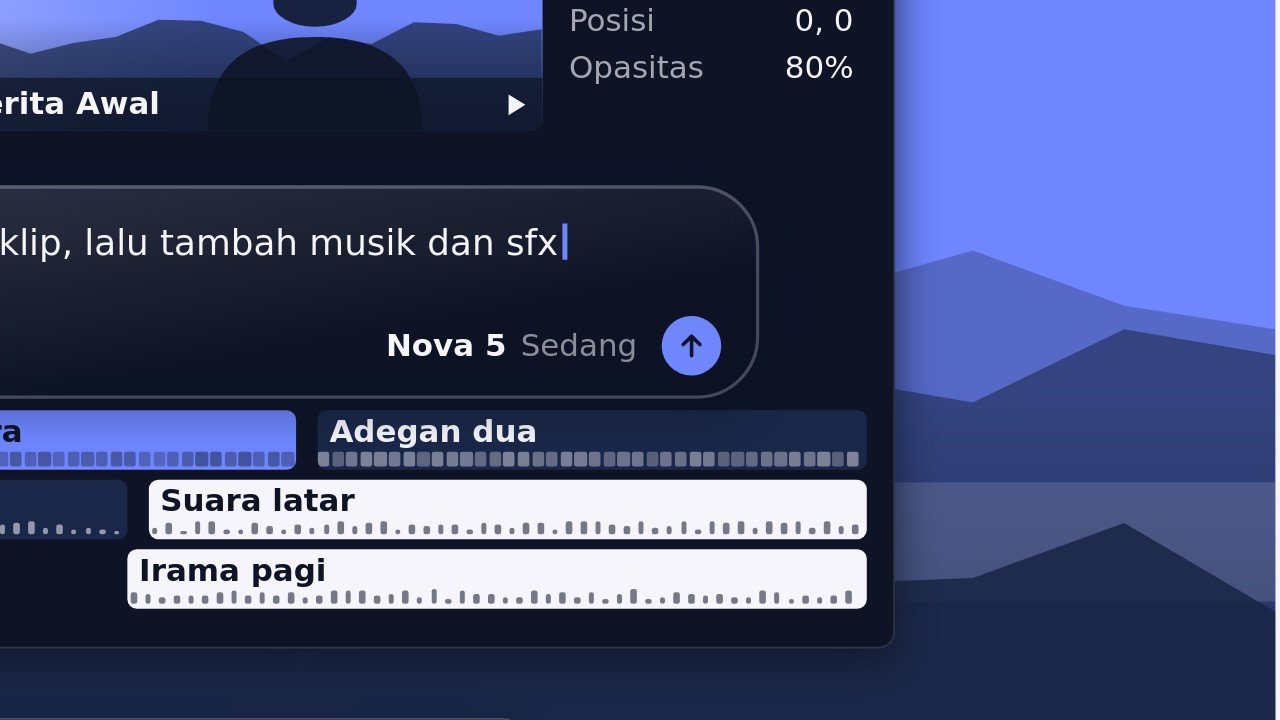 Posisi 0, 0
Opasitas 80%
erita Awal
klip, lalu tambah musik dan sfx
Nova 5 Sedang
ra
Adegan dua
Suara latar
Irama pagi